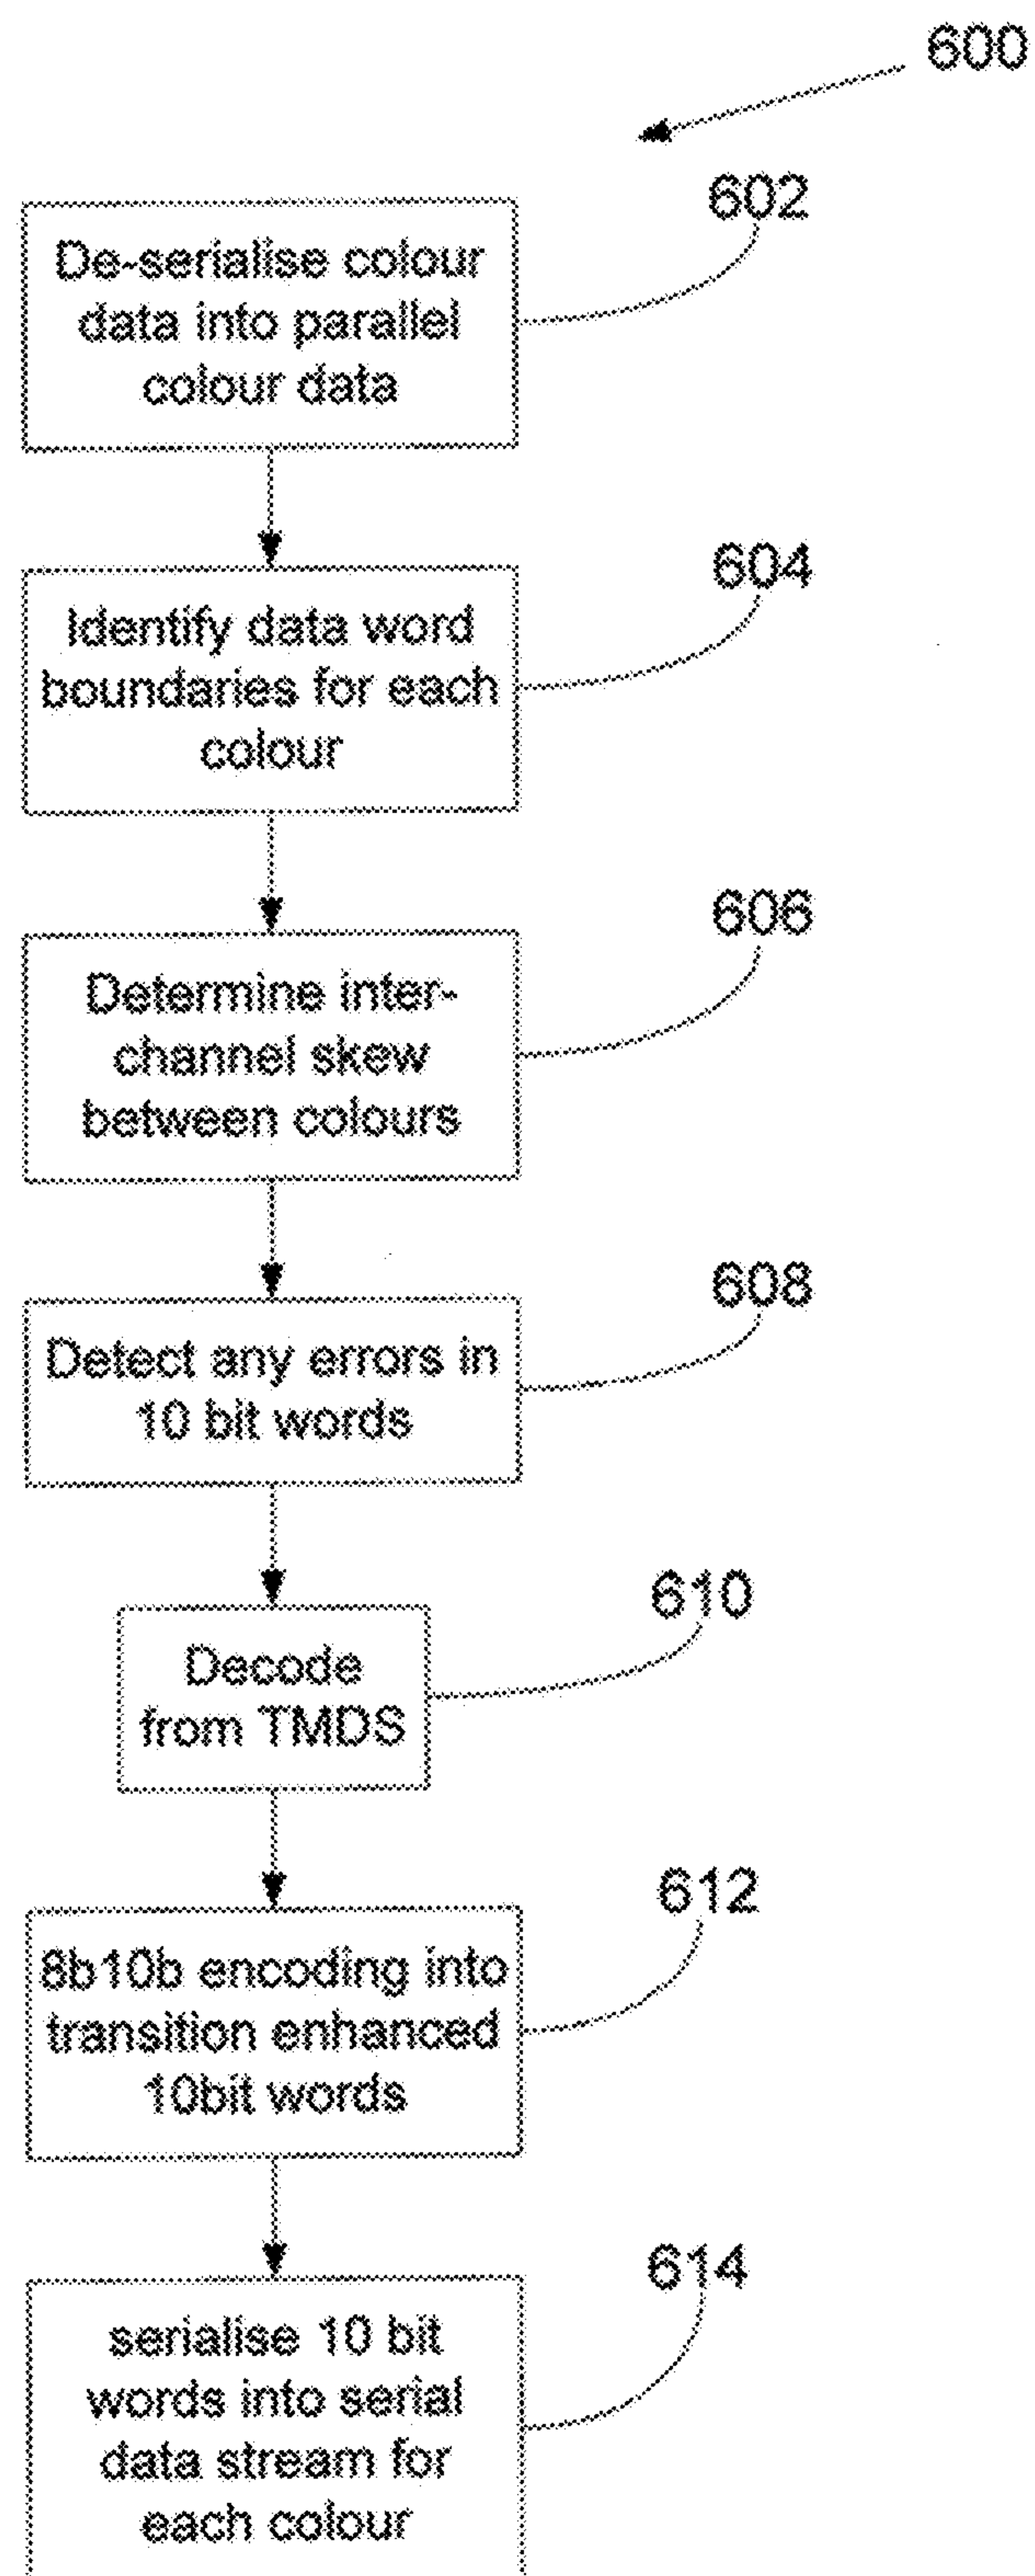 600
602
De-serialise colour
data into parallel
colour data
604
Identify data word
boundaries for each
colour
606
Determine inter-
channel skew
between colours
608
Detect any errors in
10 bit words
610
Decode
from TMDS
612
8b10b encoding into
transition enhanced
10bit words
614
serialise 10 bit
words into serial
data stream for
each colour